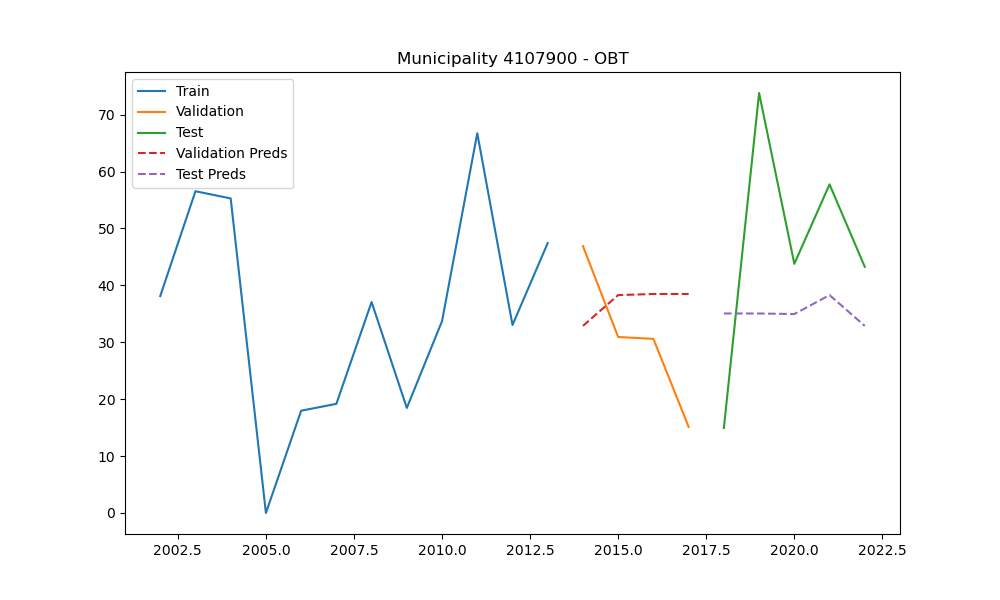 Municipality 4107900 - OBT
Train
Validation
Test
Validation Preds
Test Preds
70
60
50
40
30
20
10
0
2002.5 2005.0 2007.5 2010.0 2012.5 2015.0 2017.5 2020.0 2022.5